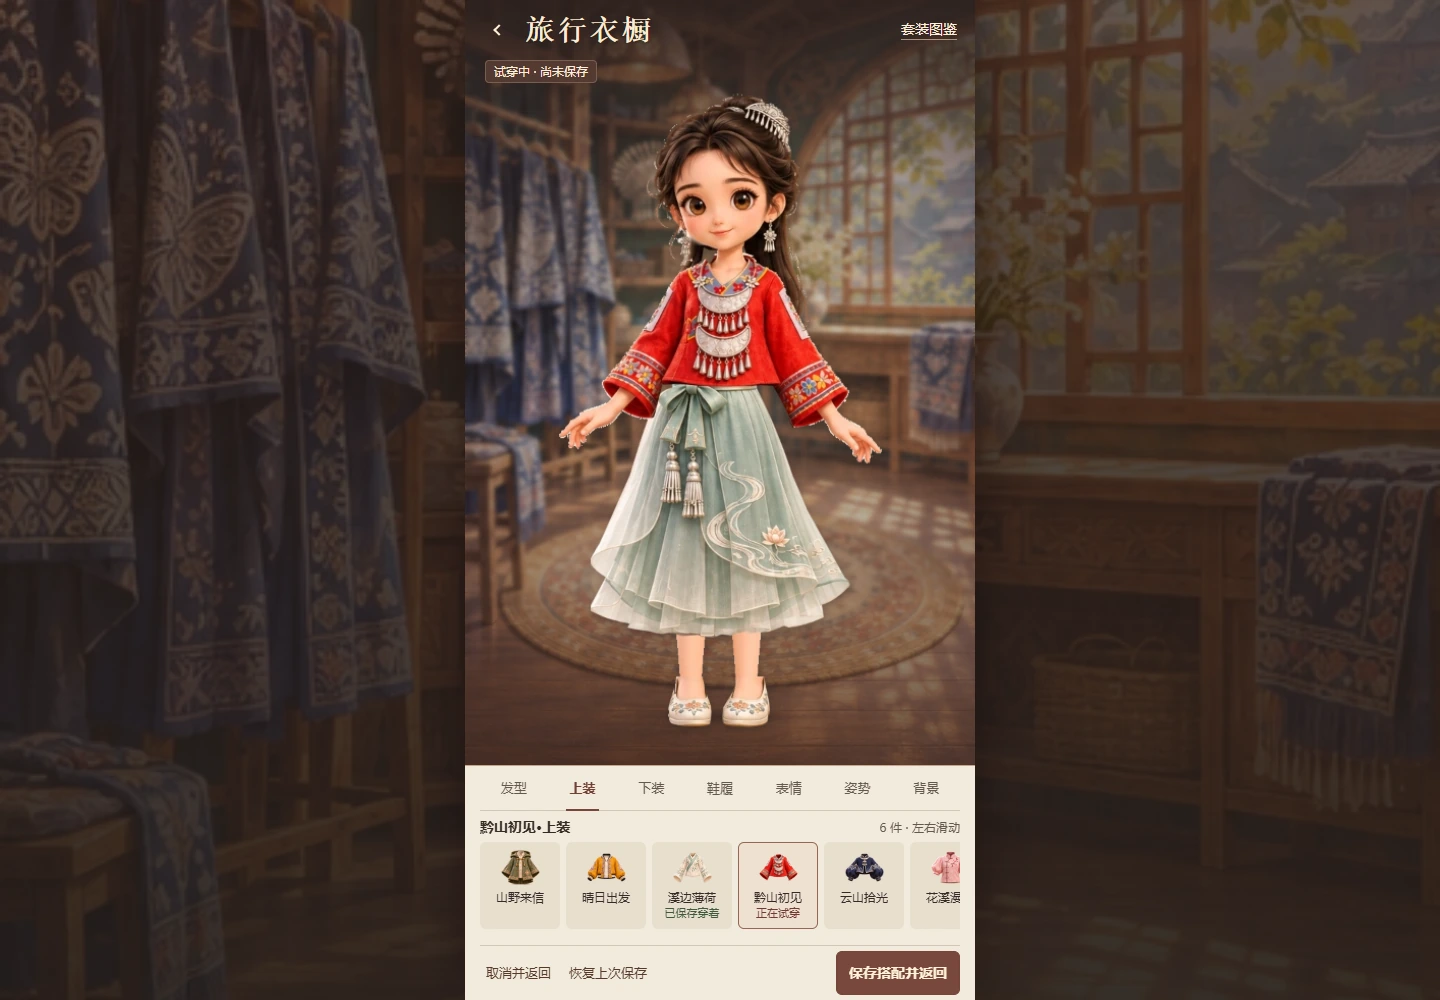 旅行衣橱
套装图鉴
试穿中 · 尚未保存
发型 上装 下装 鞋履 表情 姿势 背景
黔山初见•上装
6 件 · 左右滑动
山野来信 晴日出发 溪边薄荷 黔山初见 云山拾光 花溪漫
已保存穿着 正在试穿
取消并返回 恢复上次保存 保存搭配并返回